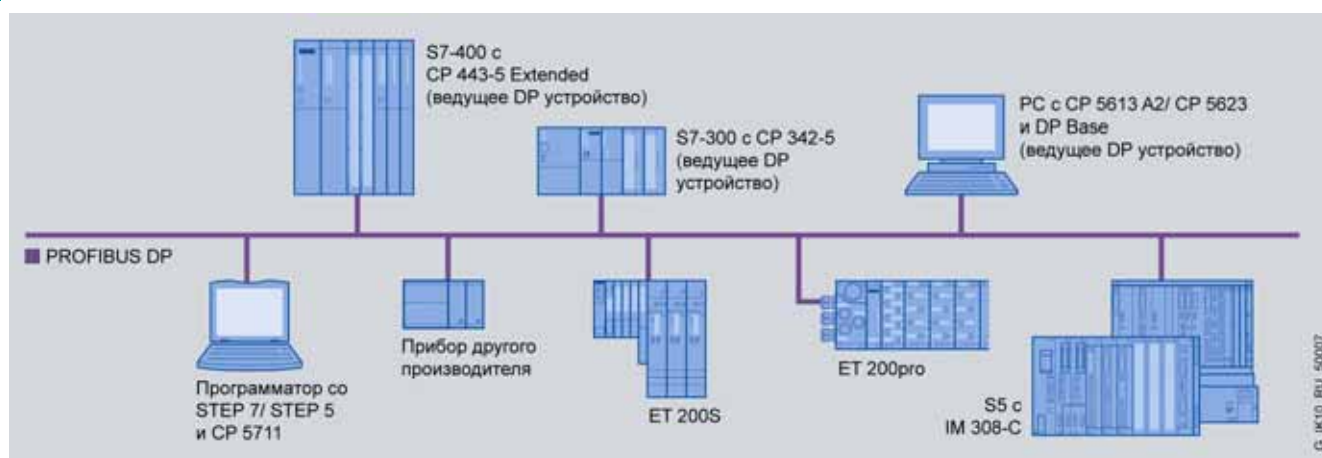 S7-400 с
CP 443-5 Extended
(ведущее DP устройство)
S7-300 с CP 342-5
(ведущее DP
устройство)
PC с CP 5613 A2/ CP 5623
и DP Base
(ведущее DP устройство)
PROFIBUS DP
Программатор со
STEP 7/ STEP 5
и CP 5711
Прибор другого
производителя
ET 200S
ET 200pro
S5 с
IM 308-C
G_IK10_RU_50007